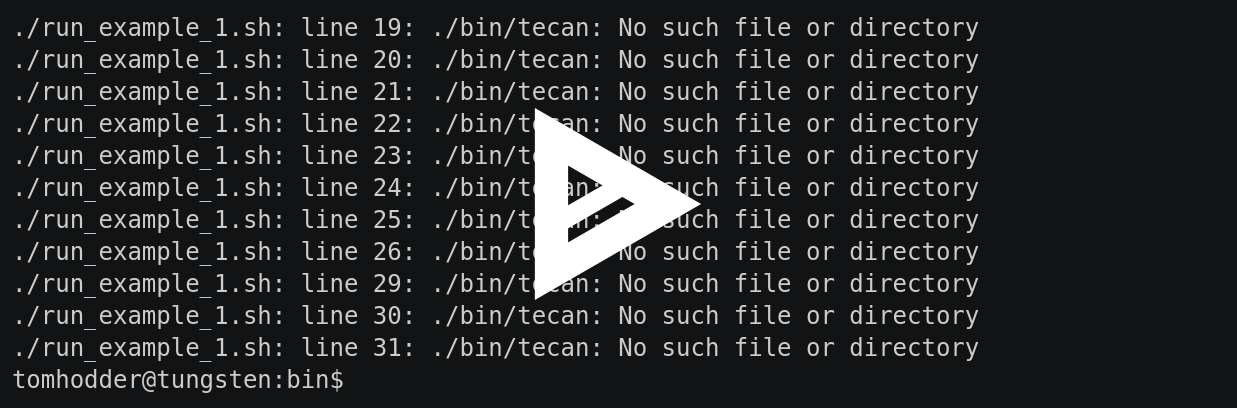 ./run_example_1.sh: line 19: ./bin/tecan: No such file or directory
./run_example_1.sh: line 20: ./bin/tecan: No such file or directory
./run_example_1.sh: line 21: ./bin/tecan: No such file or directory
./run_example_1.sh: line 22: ./bin/tecan: No such file or directory
./run_example_1.sh: line 23: ./bin/tecan: No such file or directory
./run_example_1.sh: line 24: ./bin/tecan: No such file or directory
./run_example_1.sh: line 25: ./bin/tecan: No such file or directory
./run_example_1.sh: line 26: ./bin/tecan: No such file or directory
./run_example_1.sh: line 29: ./bin/tecan: No such file or directory
./run_example_1.sh: line 30: ./bin/tecan: No such file or directory
./run_example_1.sh: line 31: ./bin/tecan: No such file or directory
tomhodder@tungsten:bin$